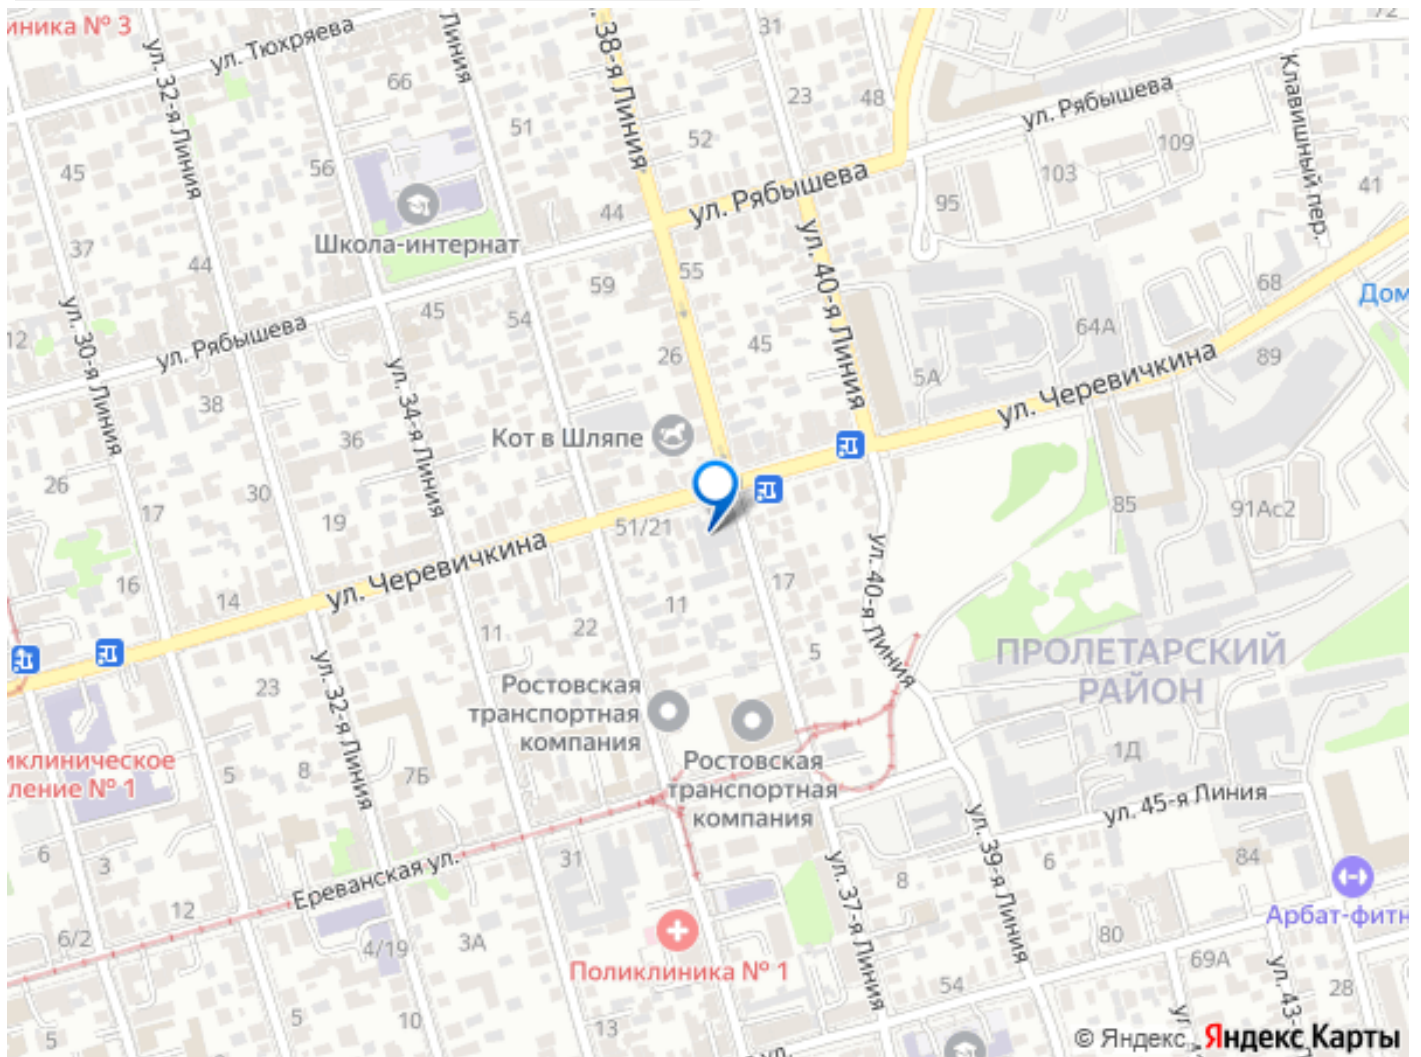 иника № 3
ул. Тюхряева
ул. 32-я Линия
Линия
ул. 38-я Линия
31
72
66
23
48
51
52
ул. Рябышева
Клавишный пер.
45
56
109
103
41
44
ул. Рябышева
95
Школа-интернат
37
44
59
55
ул. 40-я Линия
68
Дом
ул. 30-я Линия
12
ул. Рябышева
45
54
64А
26
45
89
ул. 34-я Линия
5А
ул. Черевичкина
38
36
Кот в Шляпе
26
30
17
19
51/21
85
91Ас2
ул. Черевичкина
ул. 40-я Линия
16
14
17
11
22
11
5
ПРОЛЕТАРСКИЙ
РАЙОН
ул. 32-я Линия
23
Ростовская
транспортная
компания
иклиническое
ление № 1
5
8
7Б
Ростовская
транспортная
компания
1Д
ул. 45-я Линия
6
3
Ереванская ул.
31
ул. 37-я Линия
8
ул. 39-я Линия
6
84
Арбат-фитн
12
6/2
4/19
3А
80
69А
Поликлиника № 1
54
ул. 43-
28
5
10
13
ул.
ул.
© Яндекс Яндекс Карты